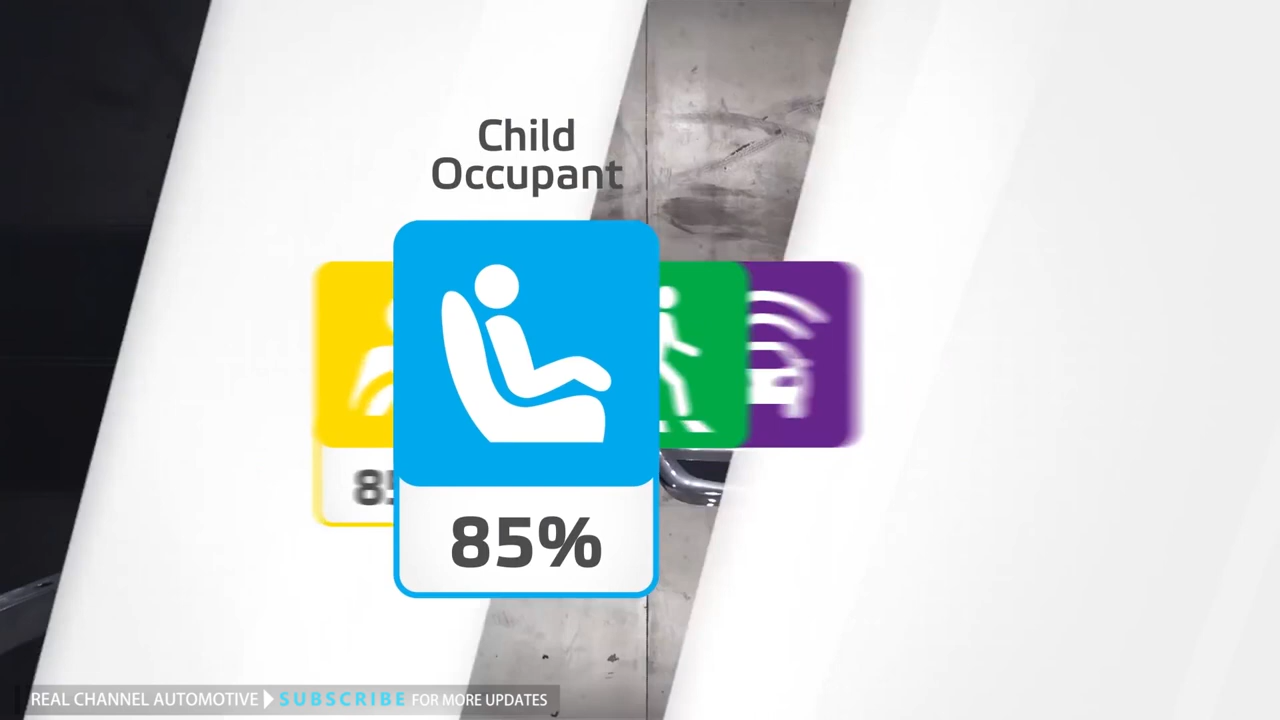 Child
Occupant
85%
REAL CHANNEL AUTOMOTIVE SUBSCRIBE FOR MORE UPDATES